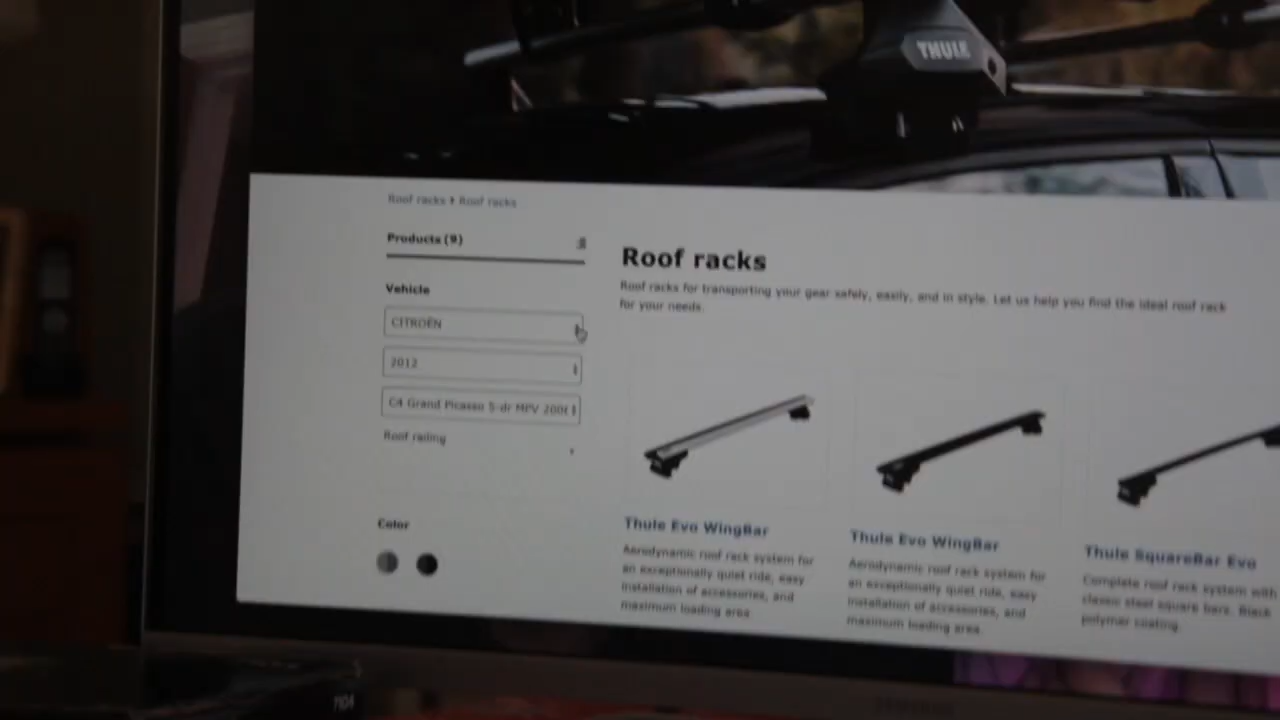 THULE
Roof racks › Roof racks
Products (9)
Roof racks
Roof racks for transporting your gear safely, easily, and in style. Let us help you find the ideal roof rack
for your needs.
Vehicle
CITROËN
2012
C4 Grand Picasso 5-dr MPV
Roof railing
Color
Thule Evo WingBar
Aerodynamic roof rack system for
an exceptionally quiet ride, easy
installation of accessories, and
maximum loading area
Thule Evo WingBar
Aerodynamic roof rack system for
an exceptionally quiet ride, easy
installation of accessories, and
maximum loading area
Thule SquareBar Evo
Complete roof rack system with
classic steel square bars. Black
polymer coating.